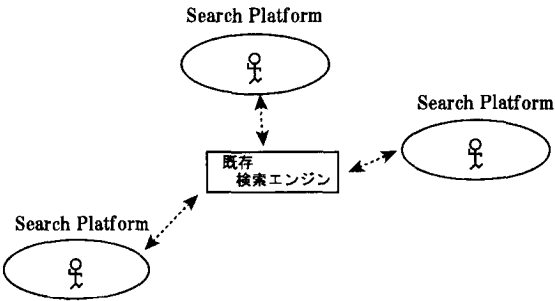 Search Platform
Search Platform
既存
検索エンジン
Search Platform